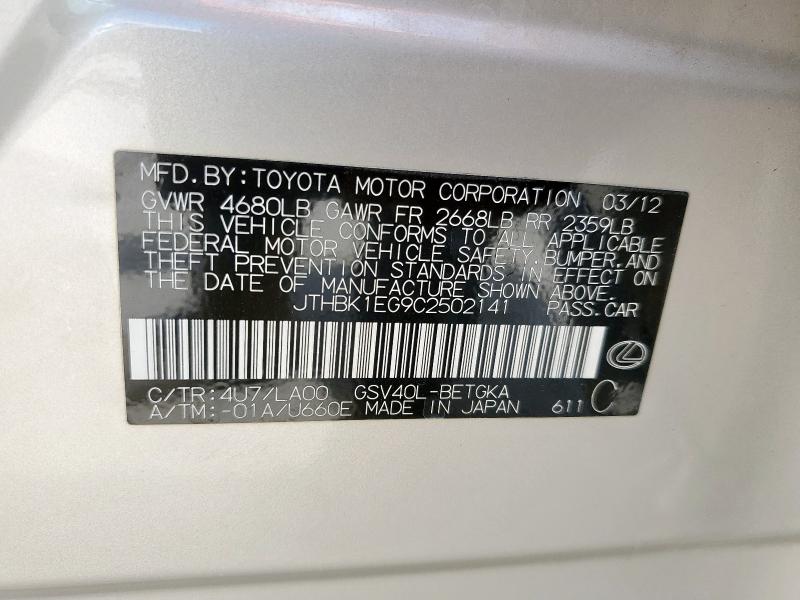 MFD. BY: TOYOTA MOTOR CORPORATION 03/12
GVWR 4680LB GAWR FR 2668LB RR 2359LB
THIS VEHICLE CONFORMS TO ALL APPLICABLE
FEDERAL MOTOR VEHICLE SAFETY, BUMPER, AND
THEFT PREVENTION STANDARDS IN EFFECT ON
THE DATE OF MANUFACTURE SHOWN ABOVE.
JTHBK1EG9C2502141 PASS. CAR
C/TR: 4U7/LA00 GSV40L-BETGKA
A/TM: -01A/U660E MADE IN JAPAN 611 C